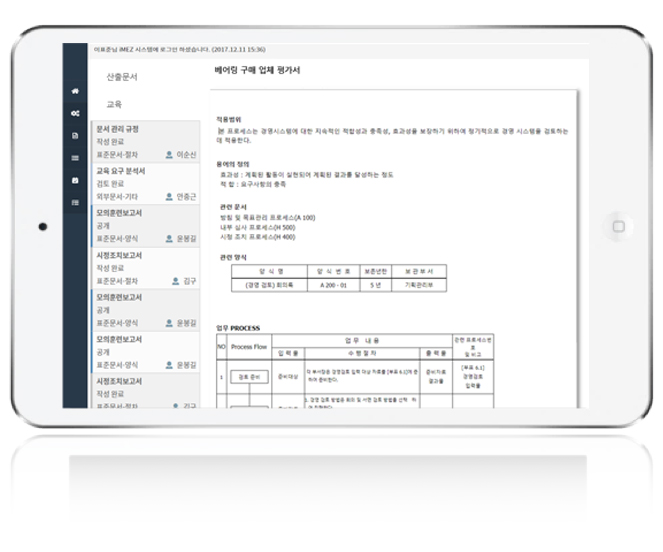 이표준님 iMEZ 시스템에 로그인 하셨습니다. (2017.12.11 15:36)
산출문서
교육
문서 관리 규정
작성 완료
표준문서-절차 이순신
교육 요구 분석서
검토 완료
외부문서-기타 안중근
모의훈련보고서
공개
표준문서-양식 윤봉길
시정조치보고서
작성 완료
표준문서-절차 김구
모의훈련보고서
공개
표준문서-양식 윤봉길
모의훈련보고서
공개
표준문서-양식 윤봉길
시정조치보고서
작성 완료
표준문서-절차 김구
베어링 구매 업체 평가서
적용범위
본 프로세스는 경영시스템에 대한 지속적인 적합성과 충족성, 효과성을 보장하기 위하여 정기적으로 경영 시스템을 검토하는
데 적용한다.
용어의 정의
효과성 : 계획된 활동이 실현되어 계획된 결과를 달성하는 정도
적 합 : 요구사항의 충족
관련 문서
방침 및 목표관리 프로세스(A 100)
내부 심사 프로세스(H 500)
시정 조치 프로세스(H 400)
관련 양식
양 식 명 양 식 번 호 보존년한 보 관 부 서
(경영 검토) 회의록 A 200 - 01 5 년 기획관리부
업무 PROCESS
NO Process Flow 업 무 내 용 관련 프로세스번호 및 비고
입 력 물 수 행 절 차 출 력 물
1 검토 준비 준비대상 각 부서장은 경영검토 입력 대상 자료를 [부표 6.1]에 준
하여 준비한다. 준비자료
결과물 [부표 6.1]
경영검토
입력물
1. 경영 검토 방법은 회의 및 서면 검토 방법을 선택